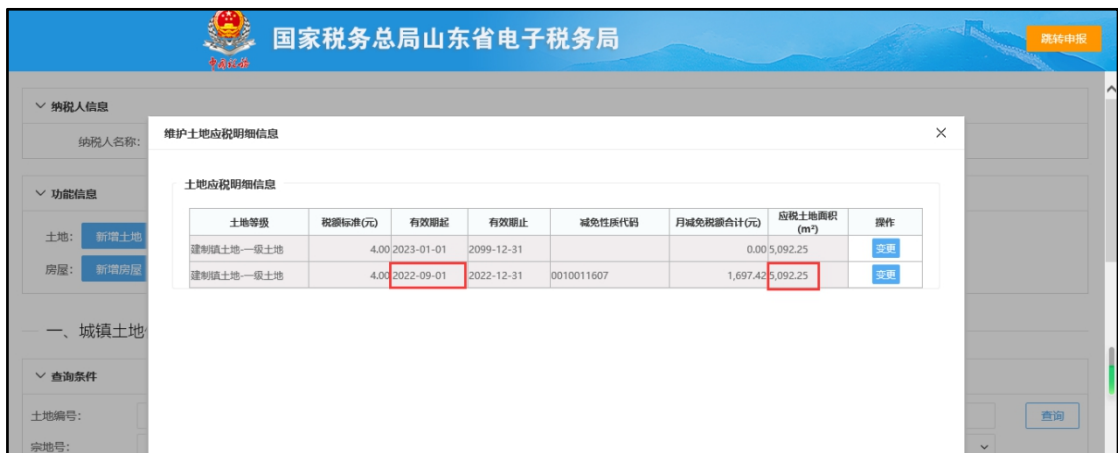 国家税务总局山东省电子税务局
中国税务
跳转申报
纳税人信息
纳税人名称:
维护土地应税明细信息
功能信息
土地应税明细信息
土地等级 税额标准(元) 有效期起 有效期止 减免性质代码 月减免税额合计(元) 应税土地面积(m²) 操作
建制镇土地-一级土地 4.00 2023-01-01 2099-12-31 0.00 5,092.25 变更
建制镇土地-一级土地 4.00 2022-09-01 2022-12-31 0010011607 1,697.42 5,092.25 变更
土地: 新增土地
房屋: 新增房屋
一、城镇土地
查询条件
土地编号: 查询
宗地号: